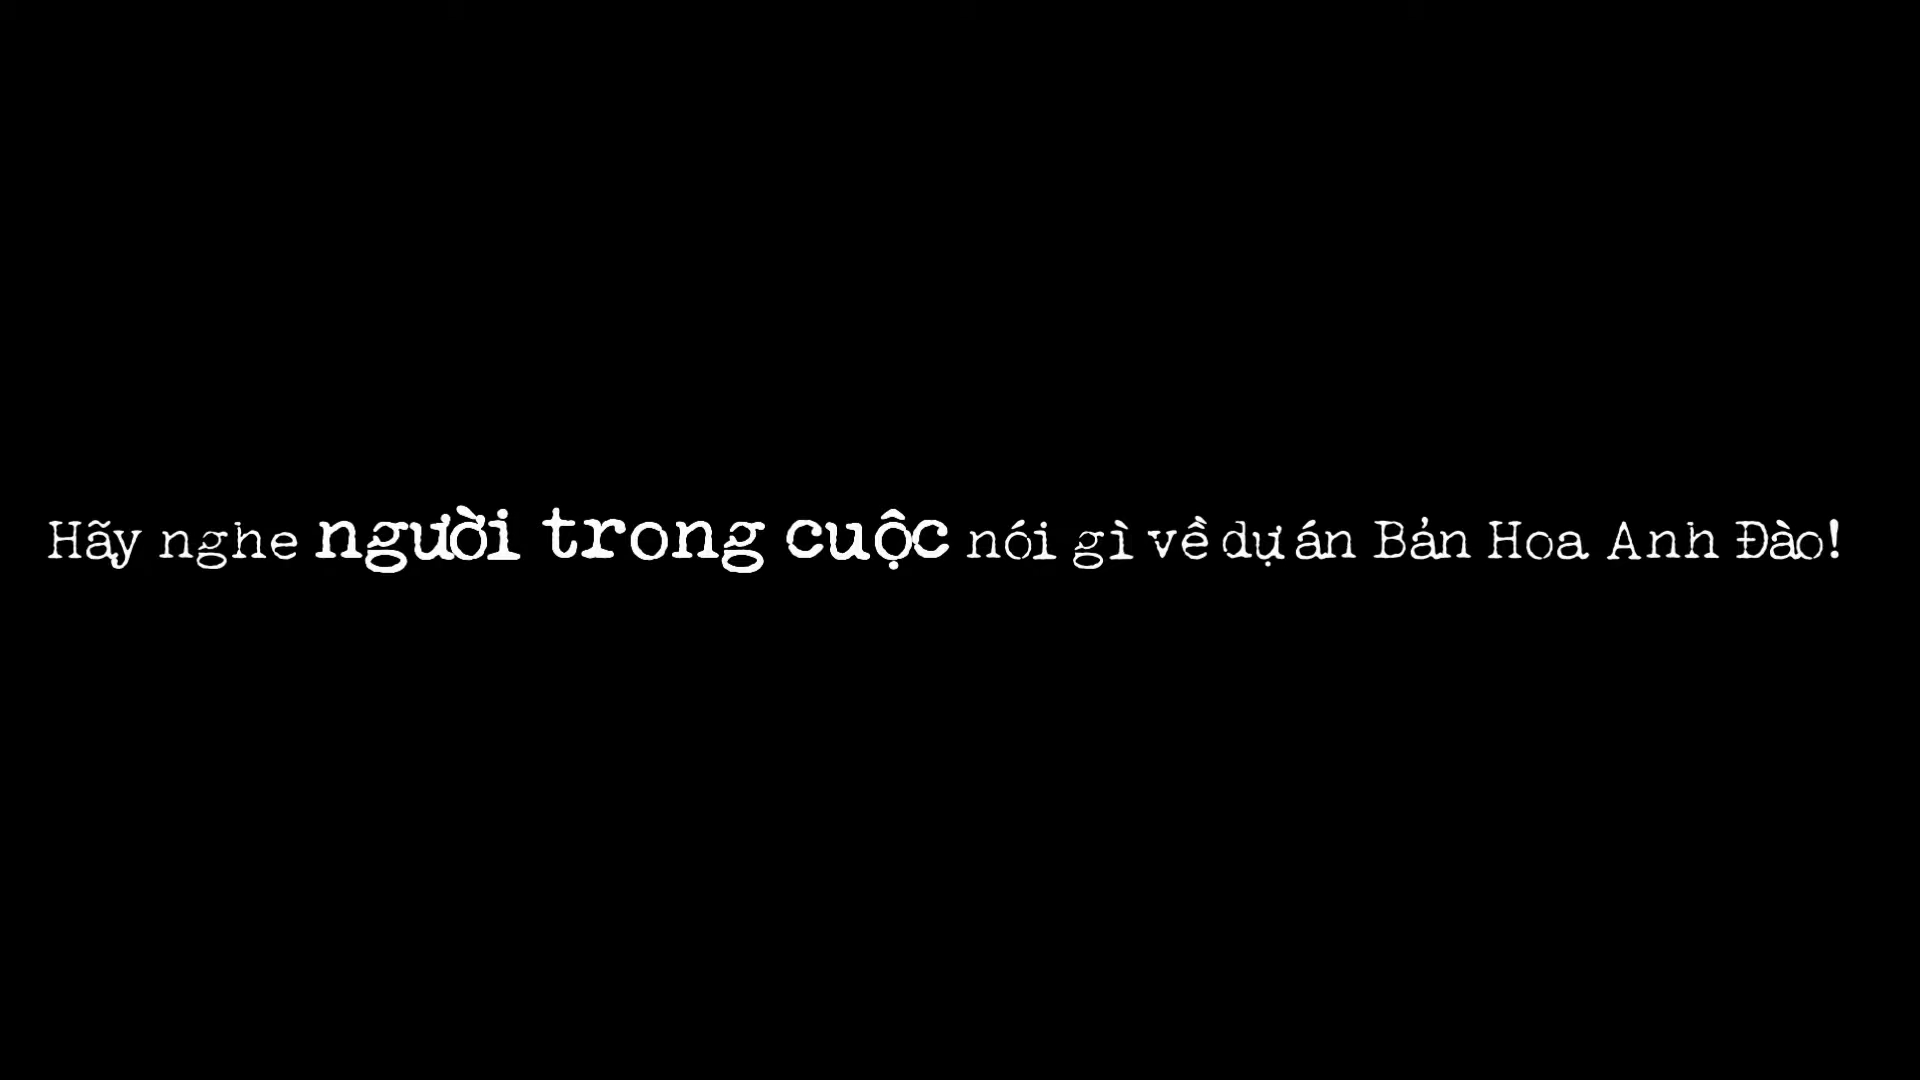 Hãy nghe người trong cuộc nói gì về dự án Bản Hoa Anh Đào!